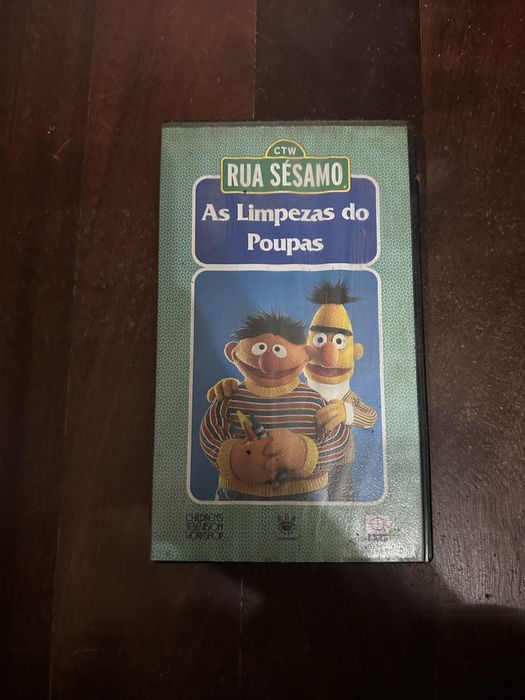 CTW
RUA SÉSAMO
As Limpezas do
Poupas
CHILDREN'S
TELEVISION
WORKSHOP